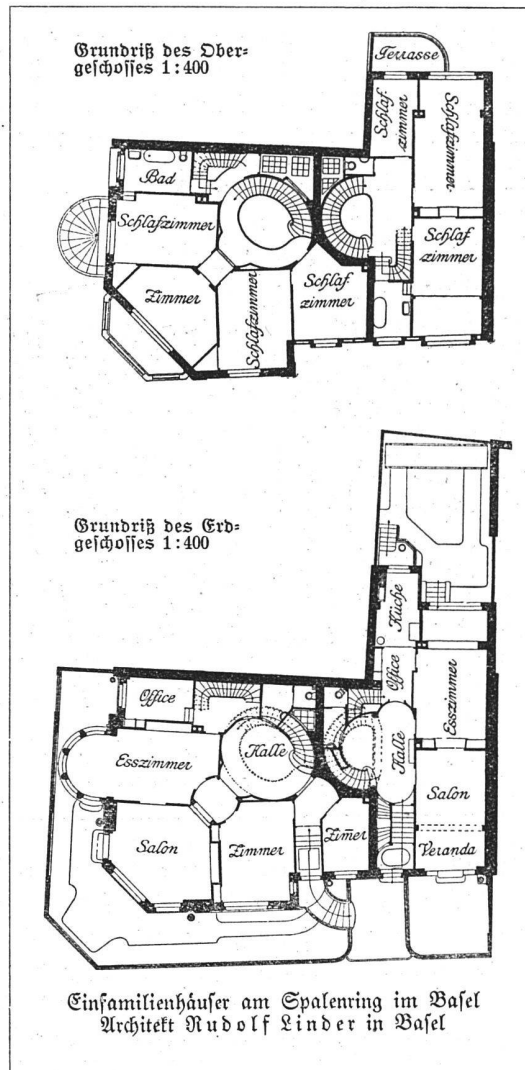 Grundriß des Ober=
geschosses 1:400
Terrasse
Schlaf
zimmer
Schlafzimmer
Bad
Schlafzimmer
Schlaf
zimmer
Zimmer
Schlafzimmer
Schlaf
zimmer
Grundriß des Erd=
geschosses 1:400
Küche
Office
Esszimmer
Office
Halle
Halle
Esszimmer
Salon
Salon
Zimmer
Zim̅er
Veranda
Einfamilienhäuser am Spalenring im Basel
Architekt Rudolf Linder in Basel